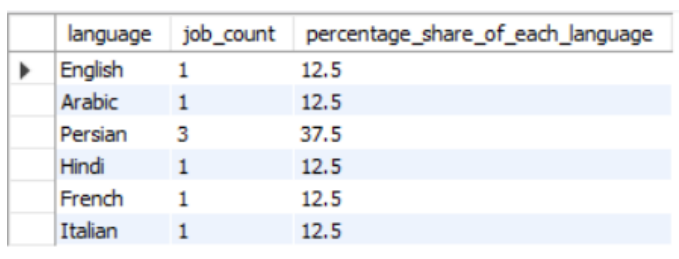 language job_count percentage_share_of_each_language
English 1 12.5
Arabic 1 12.5
Persian 3 37.5
Hindi 1 12.5
French 1 12.5
Italian 1 12.5